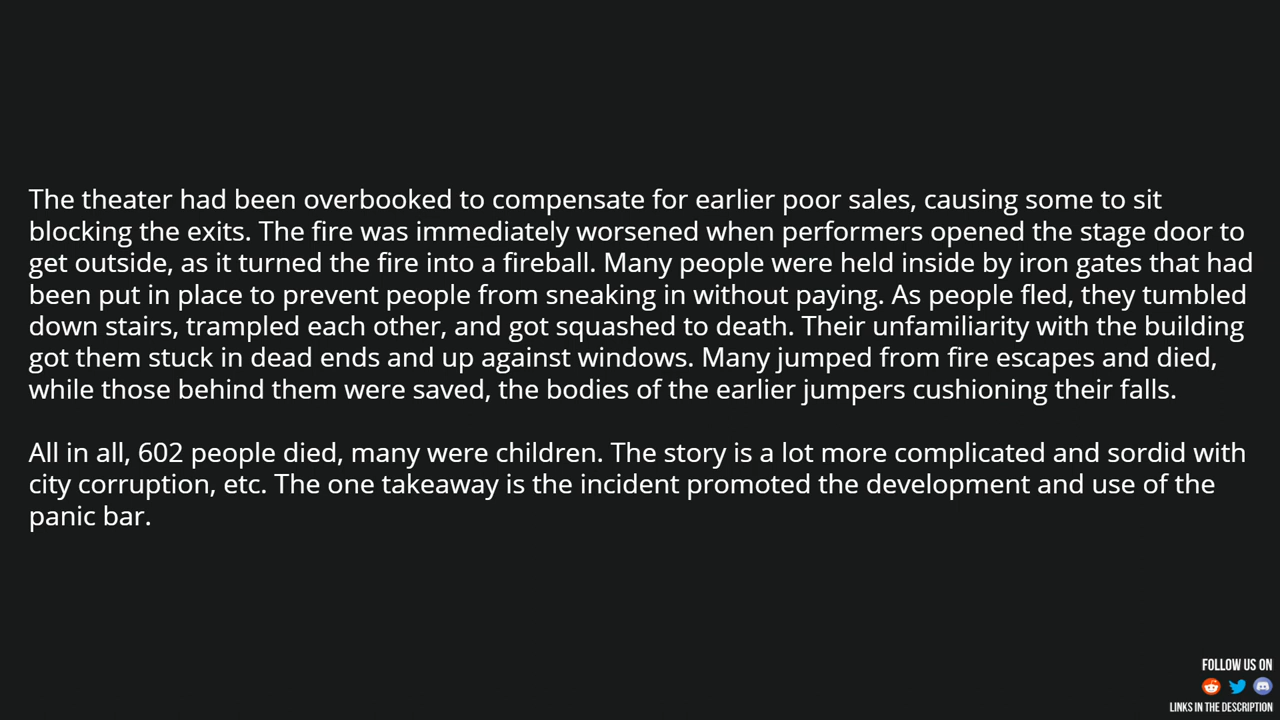 The theater had been overbooked to compensate for earlier poor sales, causing some to sit
blocking the exits. The fire was immediately worsened when performers opened the stage door to
get outside, as it turned the fire into a fireball. Many people were held inside by iron gates that had
been put in place to prevent people from sneaking in without paying. As people fled, they tumbled
down stairs, trampled each other, and got squashed to death. Their unfamiliarity with the building
got them stuck in dead ends and up against windows. Many jumped from fire escapes and died,
while those behind them were saved, the bodies of the earlier jumpers cushioning their falls.
All in all, 602 people died, many were children. The story is a lot more complicated and sordid with
city corruption, etc. The one takeaway is the incident promoted the development and use of the
panic bar.
FOLLOW US ON
LINKS IN THE DESCRIPTION